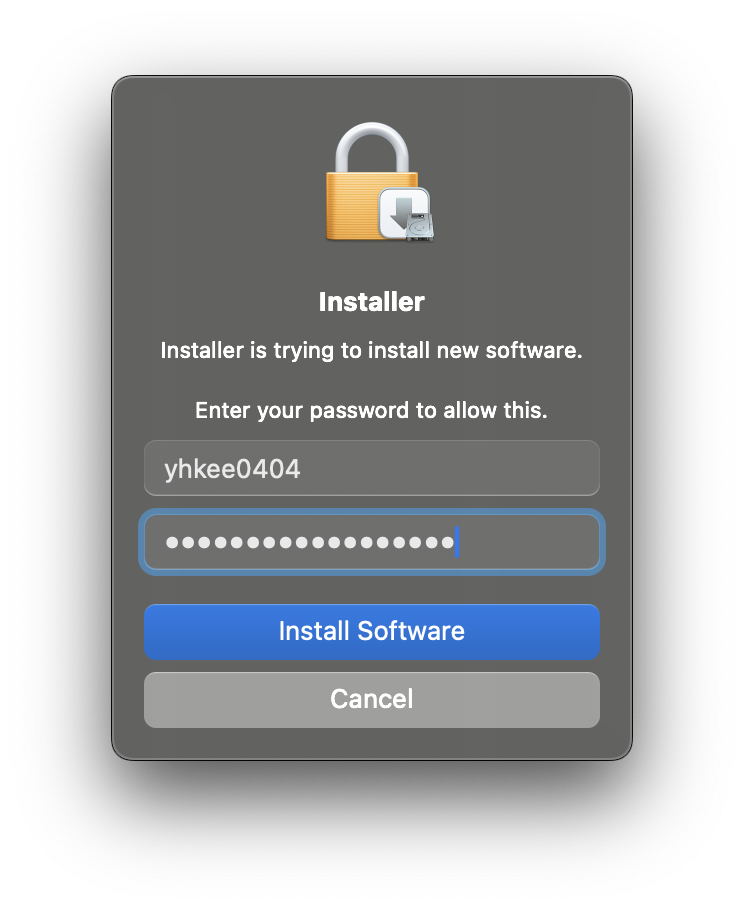 Installer
Installer is trying to install new software.
Enter your password to allow this.
yhkee0404
••••••••••••••••••
Install Software
Cancel